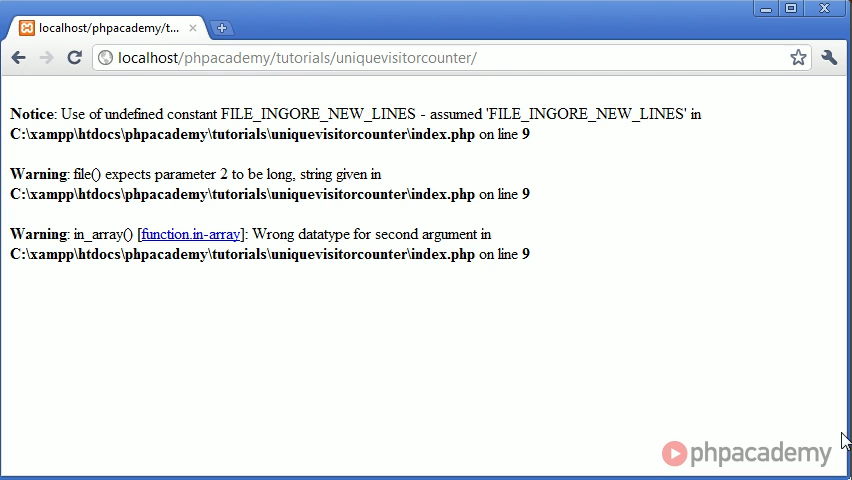 localhost/phpacademy/t...
localhost/phpacademy/tutorials/uniquevisitorcounter/
Notice: Use of undefined constant FILE_INGORE_NEW_LINES - assumed 'FILE_INGORE_NEW_LINES' in
C:\xampp\htdocs\phpacademy\tutorials\uniquevisitorcounter\index.php on line 9
Warning: file() expects parameter 2 to be long, string given in
C:\xampp\htdocs\phpacademy\tutorials\uniquevisitorcounter\index.php on line 9
Warning: in_array() [function.in-array]: Wrong datatype for second argument in
C:\xampp\htdocs\phpacademy\tutorials\uniquevisitorcounter\index.php on line 9
phpacademy